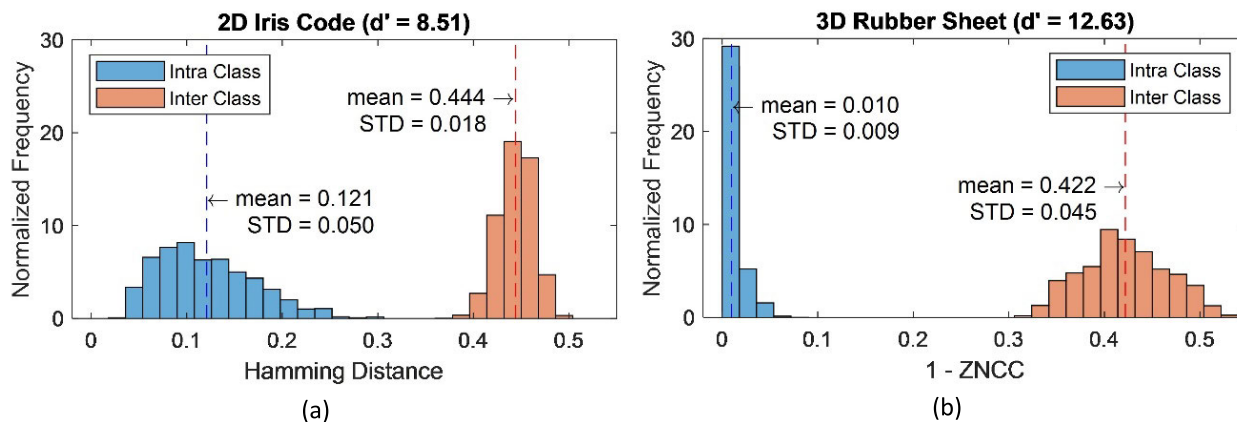 2D Iris Code (d' = 8.51)
30
20
10
0
Normalized Frequency
Intra Class
Inter Class
mean = 0.444
STD = 0.018
mean = 0.121
STD = 0.050
0 0.1 0.2 0.3 0.4 0.5
Hamming Distance
(a)
3D Rubber Sheet (d' = 12.63)
30
20
10
0
Normalized Frequency
Intra Class
Inter Class
mean = 0.010
STD = 0.009
mean = 0.422
STD = 0.045
0 0.1 0.2 0.3 0.4 0.5
1 - ZNCC
(b)